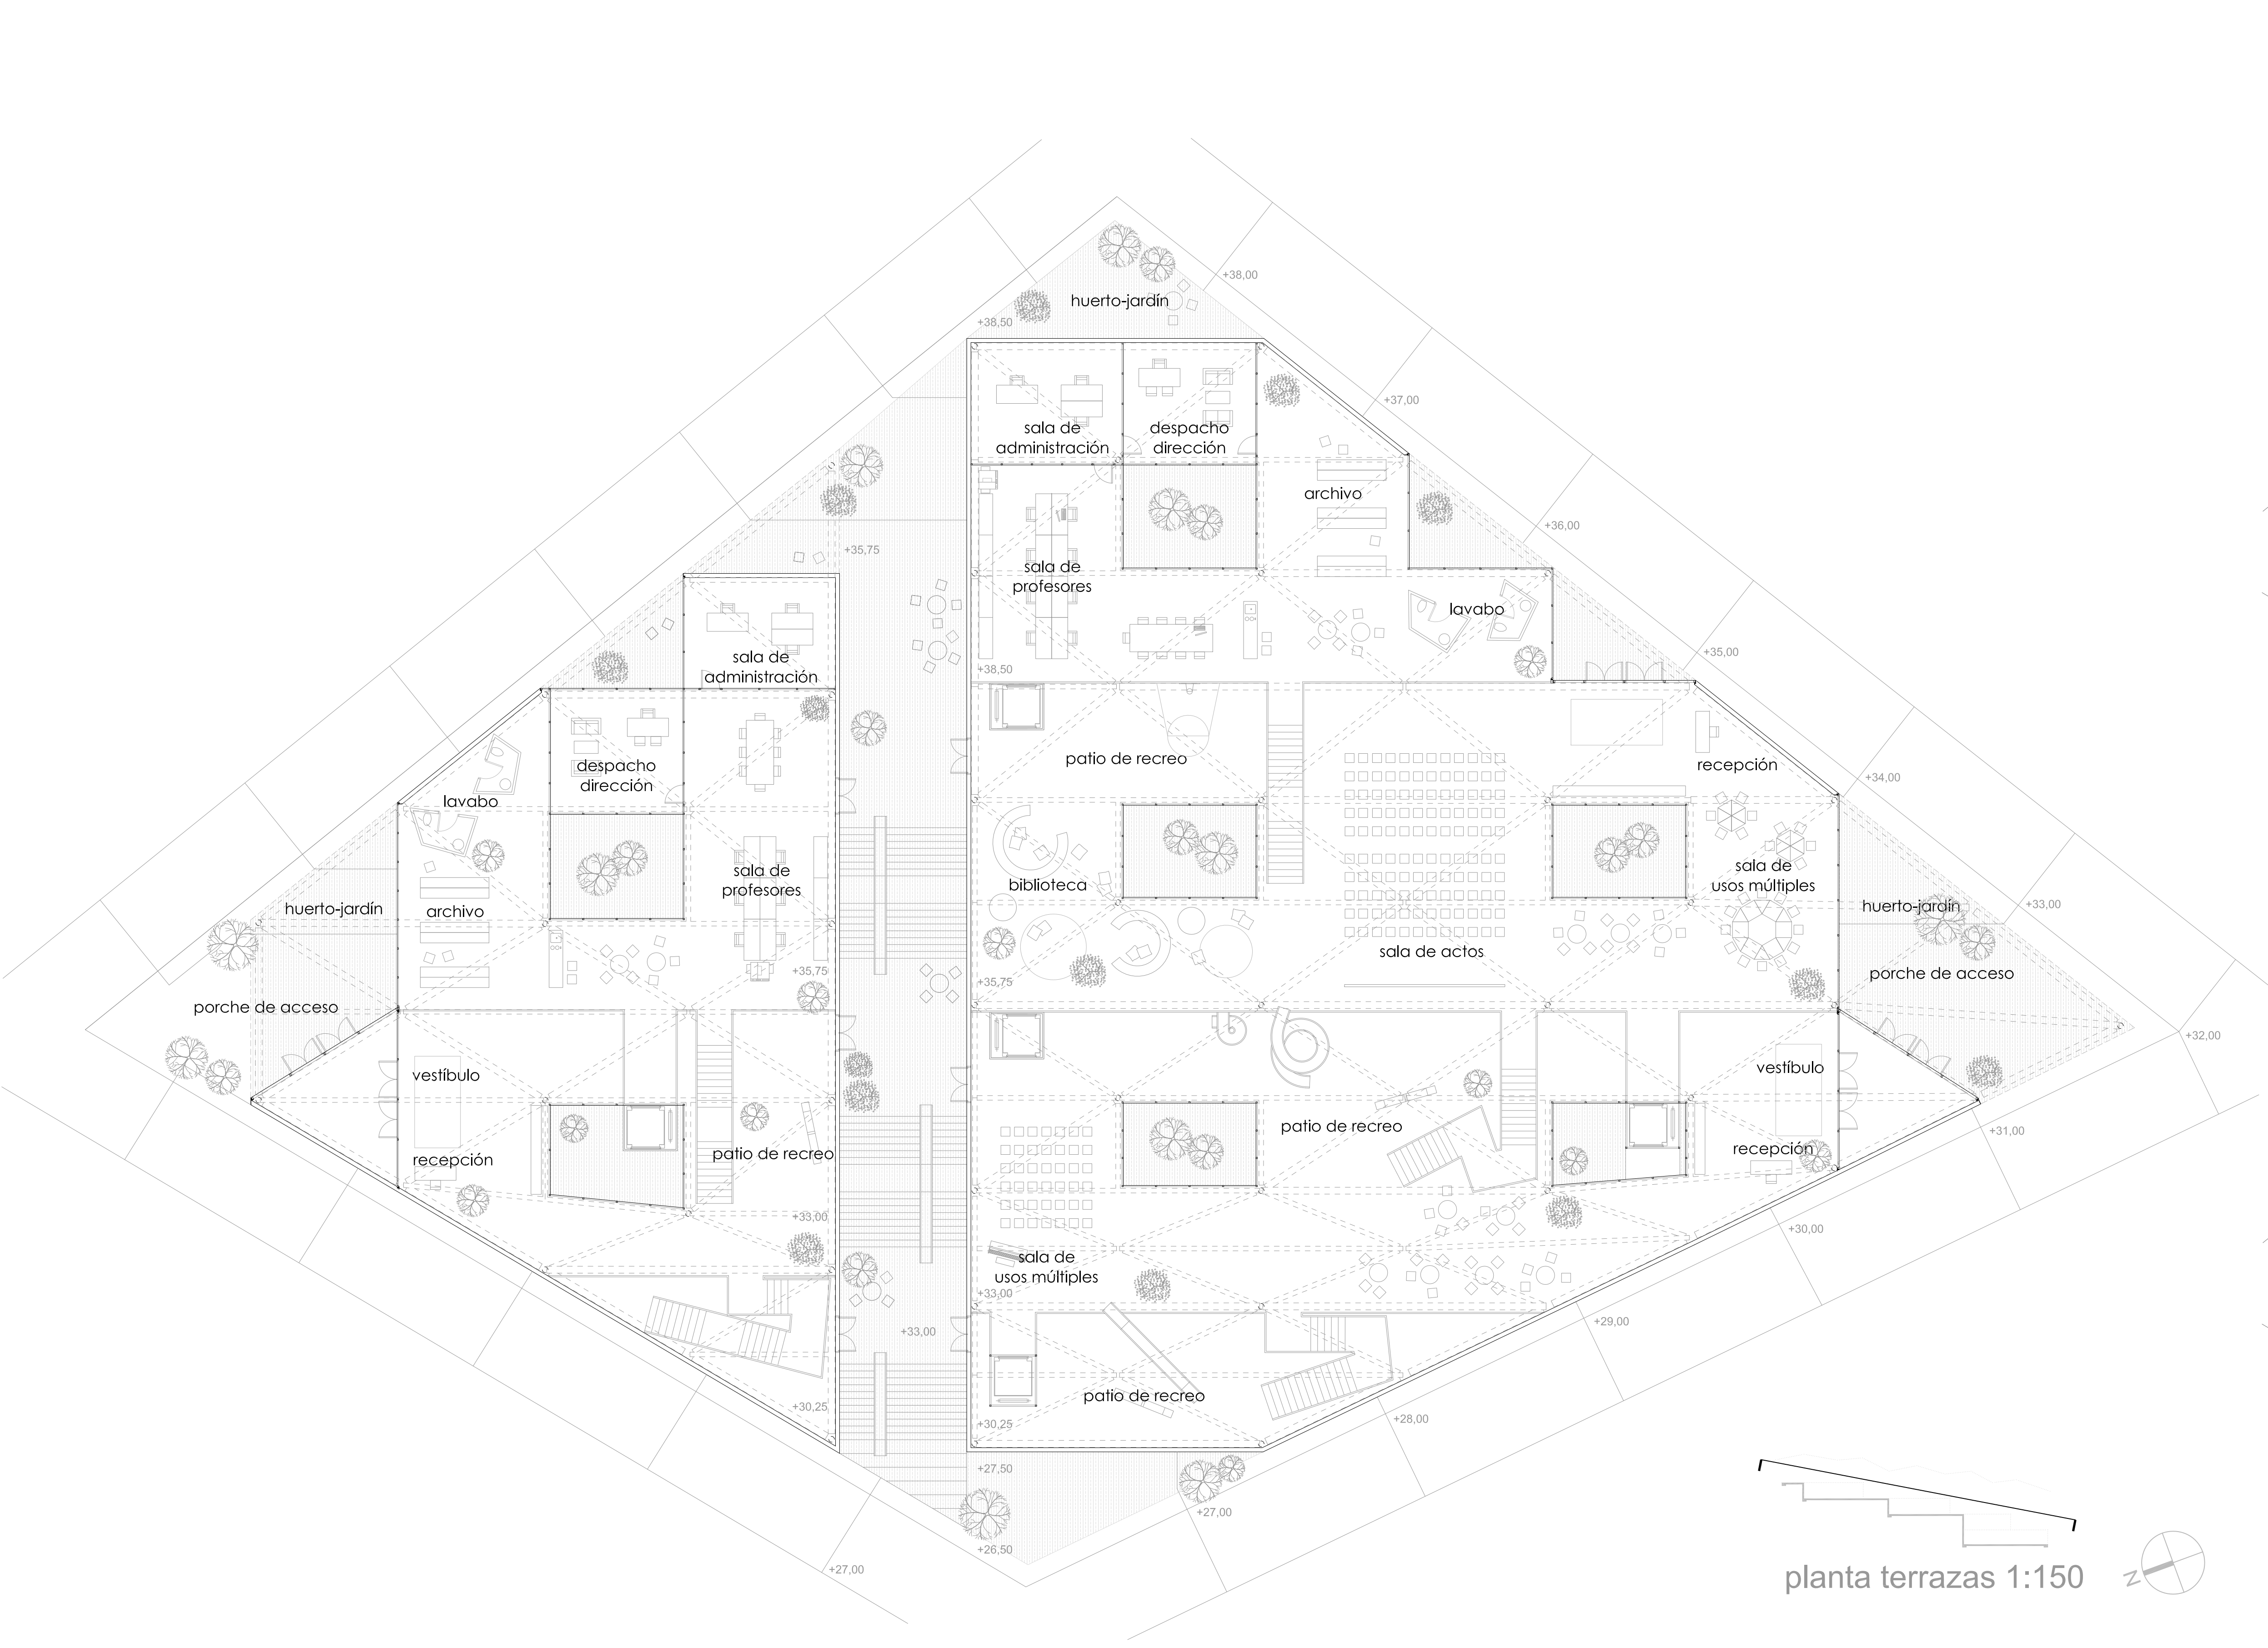 +38,00
huerto-jardín
+38,50
+37,00
sala de
administración
despacho
dirección
archivo
+36,00
+35,75
sala de
profesores
lavabo
+35,00
sala de
administración
+38,50
patio de recreo
recepción
despacho
dirección
+34,00
lavabo
sala de
usos múltiples
sala de
profesores
biblioteca
huerto-jardín
archivo
huerto-jardín
+33,00
sala de actos
+35,75
+35,75
porche de acceso
porche de acceso
+32,00
vestíbulo
vestíbulo
patio de recreo
+31,00
recepción
patio de recreo
recepción
+33,00
+30,00
sala de
usos múltiples
+33,00
+33,00
+29,00
patio de recreo
+30,25
+30,25
+28,00
+27,50
+27,00
+26,50
+27,00
planta terrazas 1:150
N